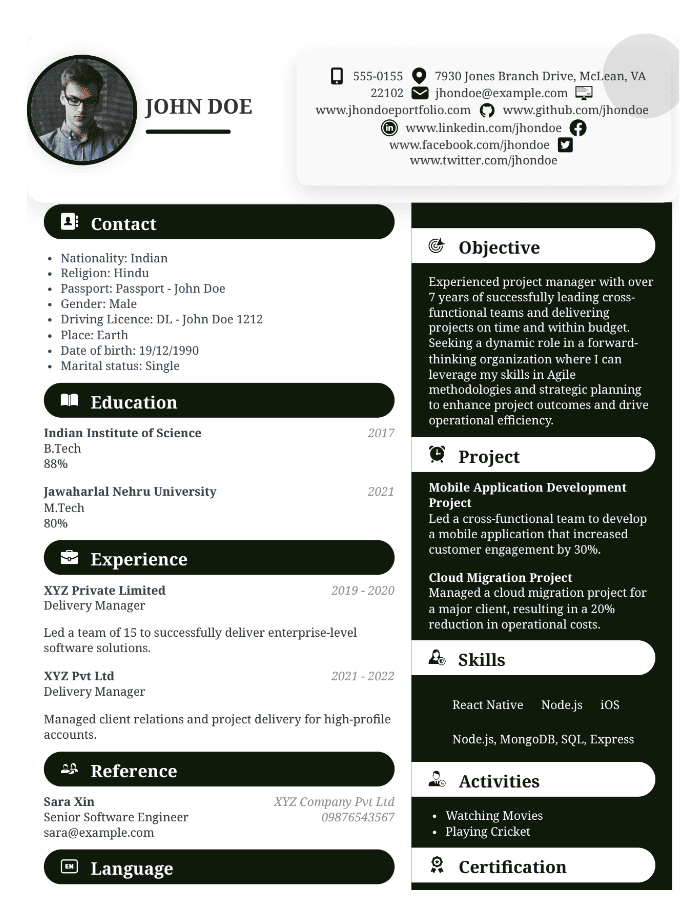 JOHN DOE
555-0155 7930 Jones Branch Drive, McLean, VA
22102 jhondoe@example.com
www.jhondoeportfolio.com www.github.com/jhondoe
in www.linkedin.com/jhondoe
www.facebook.com/jhondoe
www.twitter.com/jhondoe
Contact
• Nationality: Indian
• Religion: Hindu
• Passport: Passport - John Doe
• Gender: Male
• Driving Licence: DL - John Doe 1212
• Place: Earth
• Date of birth: 19/12/1990
• Marital status: Single
Education
Indian Institute of Science 2017
B.Tech
88%
Jawaharlal Nehru University 2021
M.Tech
80%
Experience
XYZ Private Limited 2019 - 2020
Delivery Manager
Led a team of 15 to successfully deliver enterprise-level
software solutions.
XYZ Pvt Ltd 2021 - 2022
Delivery Manager
Managed client relations and project delivery for high-profile
accounts.
Reference
Sara Xin XYZ Company Pvt Ltd
Senior Software Engineer 09876543567
sara@example.com
EN Language
Objective
Experienced project manager with over
7 years of successfully leading cross-
functional teams and delivering
projects on time and within budget.
Seeking a dynamic role in a forward-
thinking organization where I can
leverage my skills in Agile
methodologies and strategic planning
to enhance project outcomes and drive
operational efficiency.
Project
Mobile Application Development
Project
Led a cross-functional team to develop
a mobile application that increased
customer engagement by 30%.
Cloud Migration Project
Managed a cloud migration project for
a major client, resulting in a 20%
reduction in operational costs.
Skills
React Native Node.js iOS
Node.js, MongoDB, SQL, Express
Activities
• Watching Movies
• Playing Cricket
Certification